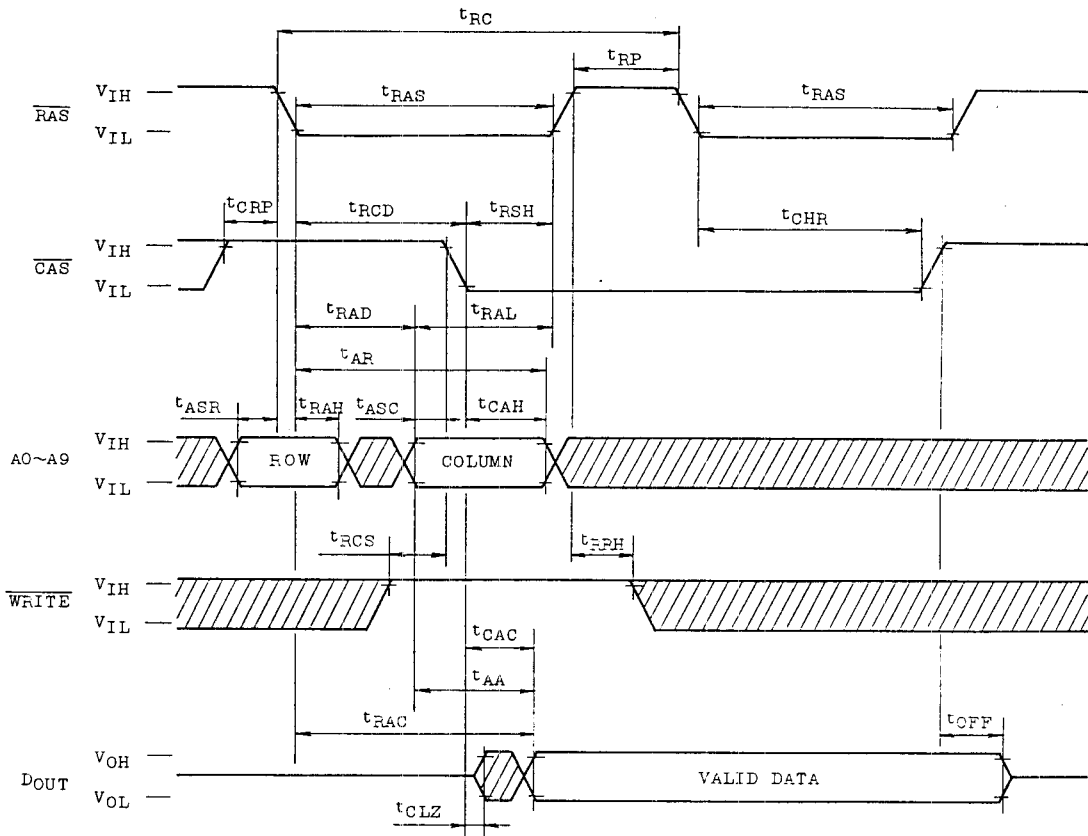 tRC
tRP
tRAS
tRAS
VIH
RAS
VIL
tCRP
tRCD
tRSH
tCHR
VIH
CAS
VIL
tRAD
tRAL
tAR
tASR
tRAH
tASC
tCAH
VIH
A0~A9
ROW
COLUMN
VIL
tRCS
tRRH
VIH
WRITE
VIL
tCAC
tAA
tRAC
tOFF
VOH
DOUT
VALID DATA
VOL
tCLZ